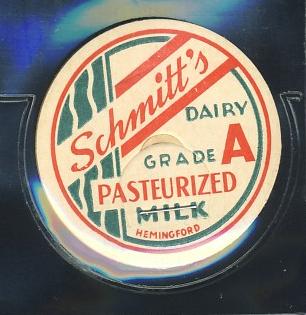 Schmitt's
DAIRY
GRADE A
PASTEURIZED
MILK
HEMINGFORD